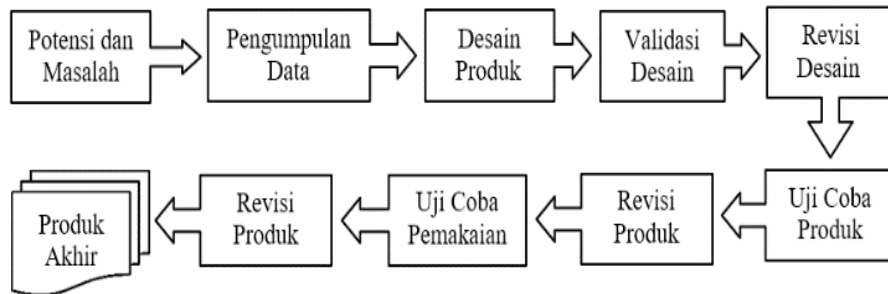 Potensi dan
Masalah
Pengumpulan
Data
Desain
Produk
Validasi
Desain
Revisi
Desain
Uji Coba
Produk
Revisi
Produk
Uji Coba
Pemakaian
Revisi
Produk
Produk
Akhir